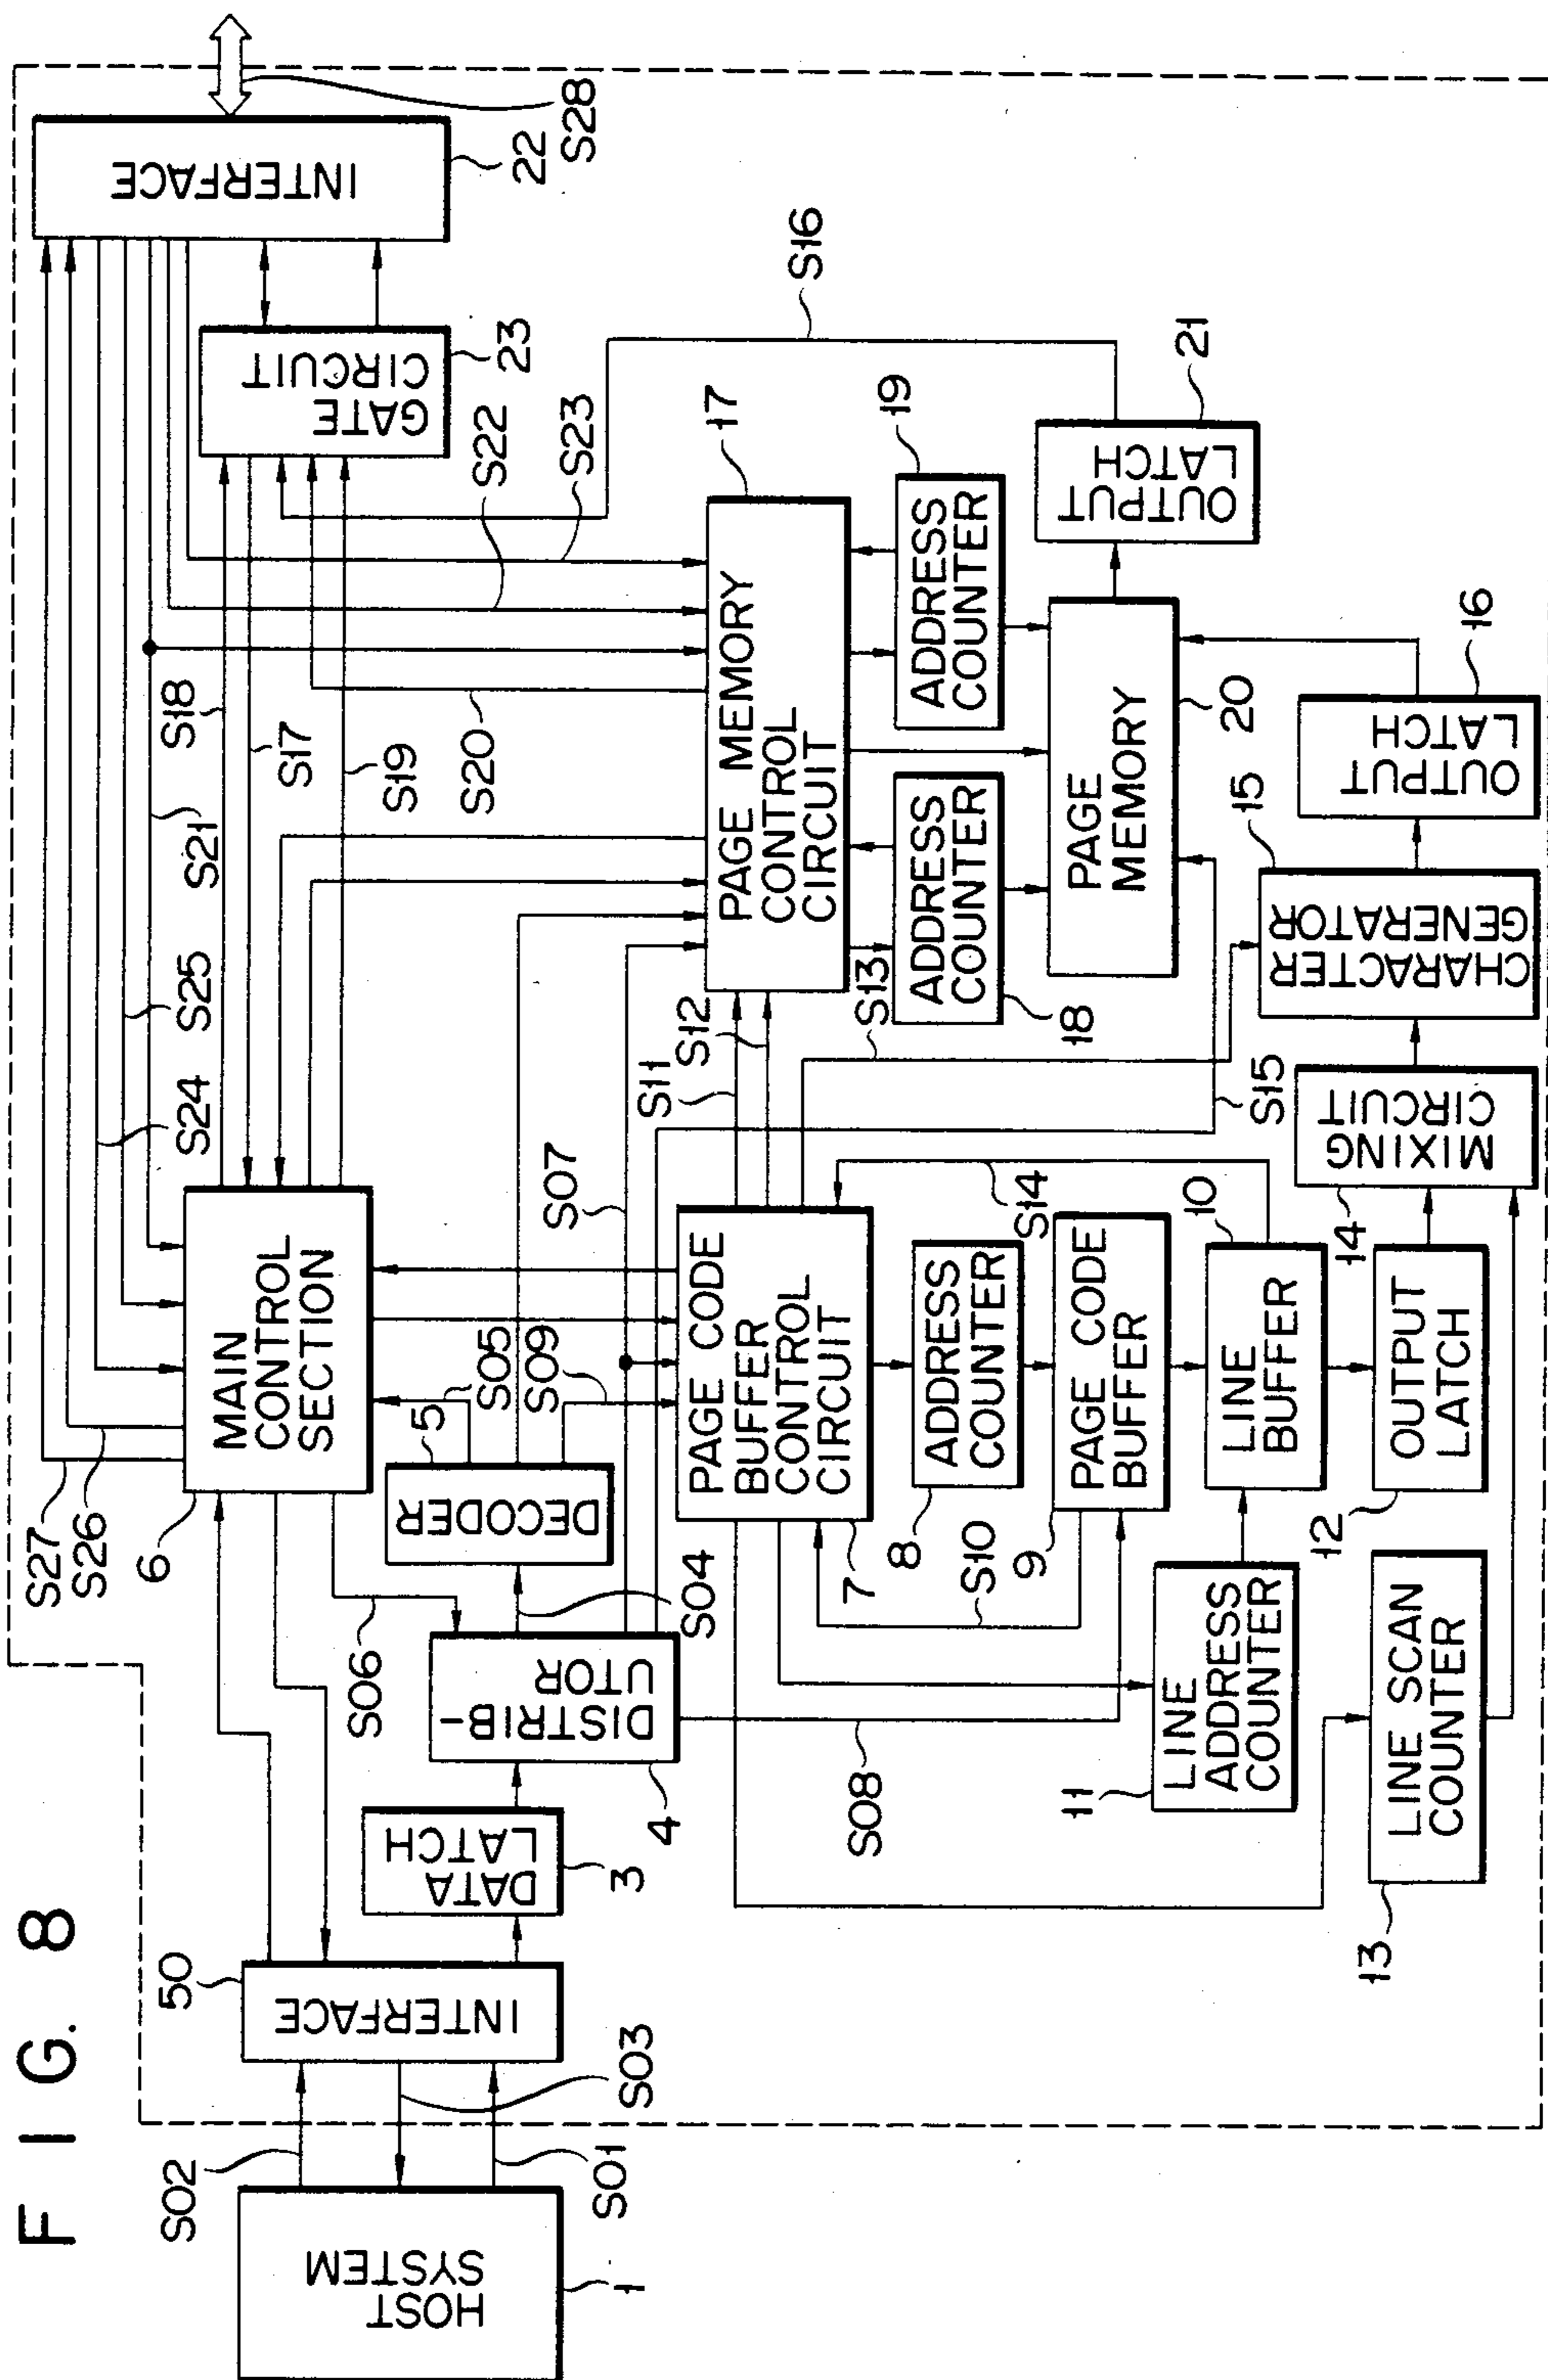 FIG. 8
HOST
SYSTEM
1
S02
S03
S01
50
INTERFACE
DATA
LATCH
3
DISTRIB-
UTOR
4
S06
S04
S08
DECODER
5
S05
S09
S07
MAIN
CONTROL
SECTION
6
S27
S26
S24
S25
S21
S18
S17
S19
S20
S22
S23
GATE
CIRCUIT
23
INTERFACE
22
S28
S16
PAGE CODE
BUFFER
CONTROL
CIRCUIT
7
S11
S12
S13
S14
S10
ADDRESS
COUNTER
8
PAGE CODE
BUFFER
9
LINE
BUFFER
10
LINE
ADDRESS
COUNTER
11
OUTPUT
LATCH
12
LINE SCAN
COUNTER
13
MIXING
CIRCUIT
14
S15
CHARACTER
GENERATOR
15
OUTPUT
LATCH
16
PAGE MEMORY
CONTROL
CIRCUIT
17
ADDRESS
COUNTER
18
ADDRESS
COUNTER
19
PAGE
MEMORY
20
OUTPUT
LATCH
21